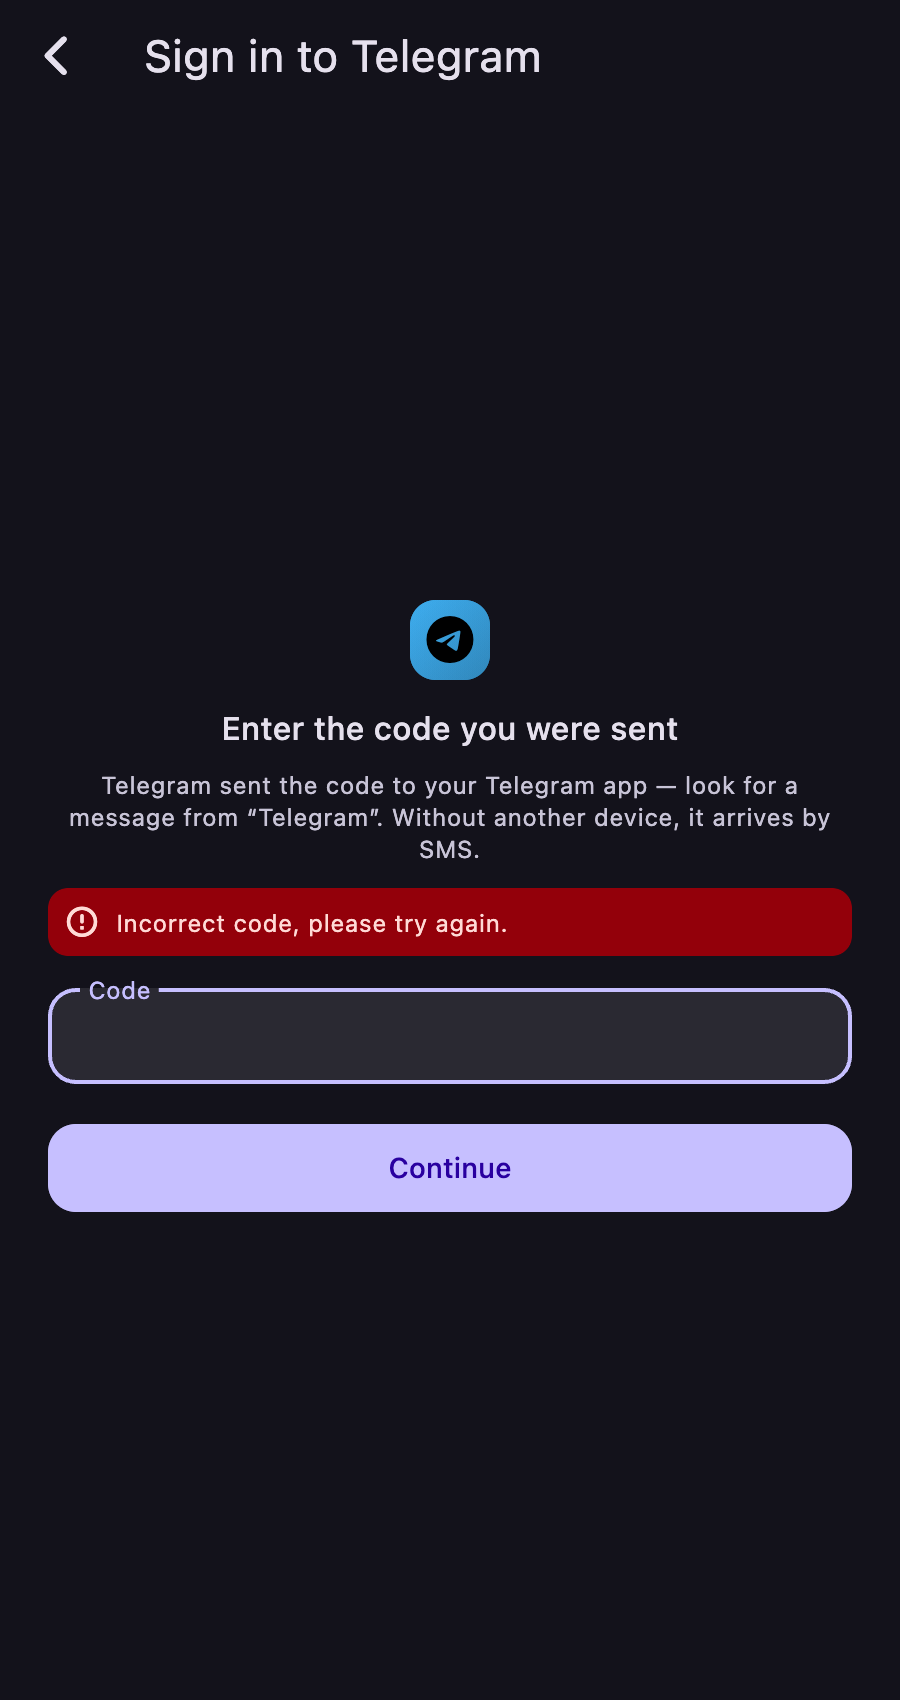 Sign in to Telegram
Enter the code you were sent
Telegram sent the code to your Telegram app — look for a
message from “Telegram”. Without another device, it arrives by
SMS.
Incorrect code, please try again.
Code
Continue